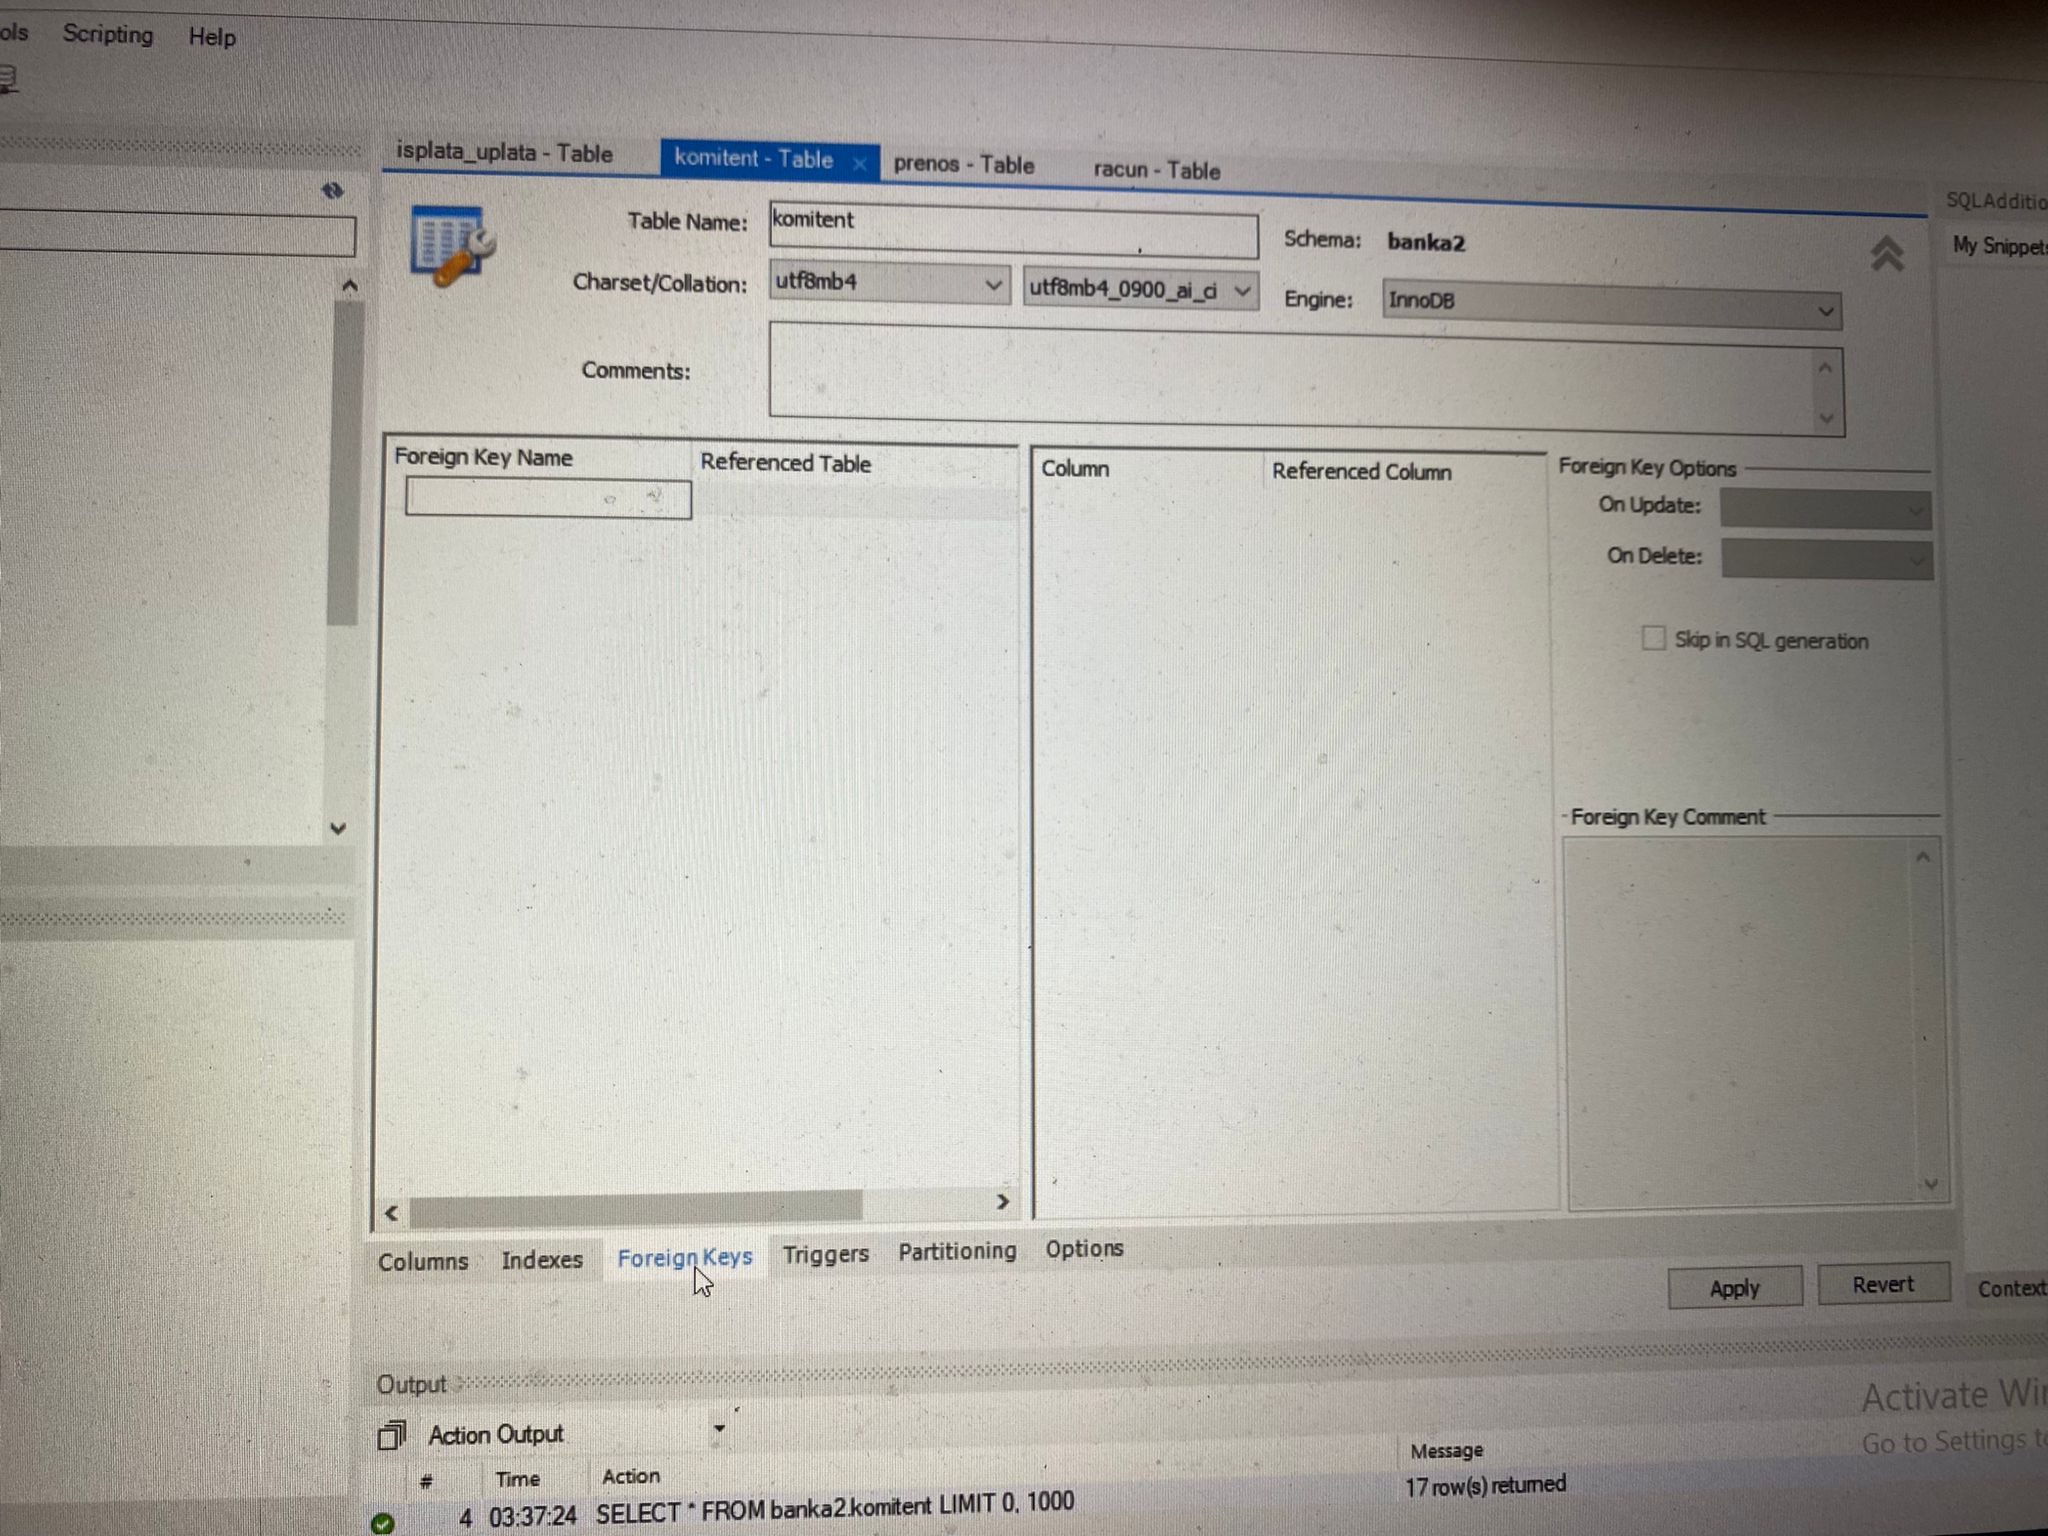 Scripting Help
isplata_uplata - Table komitent - Table × prenos - Table racun - Table
My Snippets
Table Name: komitent Schema: banka2
Charset/Collation: utf8mb4 utf8mb4_0900_ai_ci Engine: InnoDB
Comments:
Foreign Key Name Referenced Table Column Referenced Column Foreign Key Options
On Update:
On Delete:
Skip in SQL generation
Foreign Key Comment
Columns Indexes Foreign Keys Triggers Partitioning Options
Apply Revert Context
Output
Action Output
# Time Action Message
4 03:37:24 SELECT * FROM banka2.komitent LIMIT 0, 1000 17 row(s) returned
Activate
Go to Settings